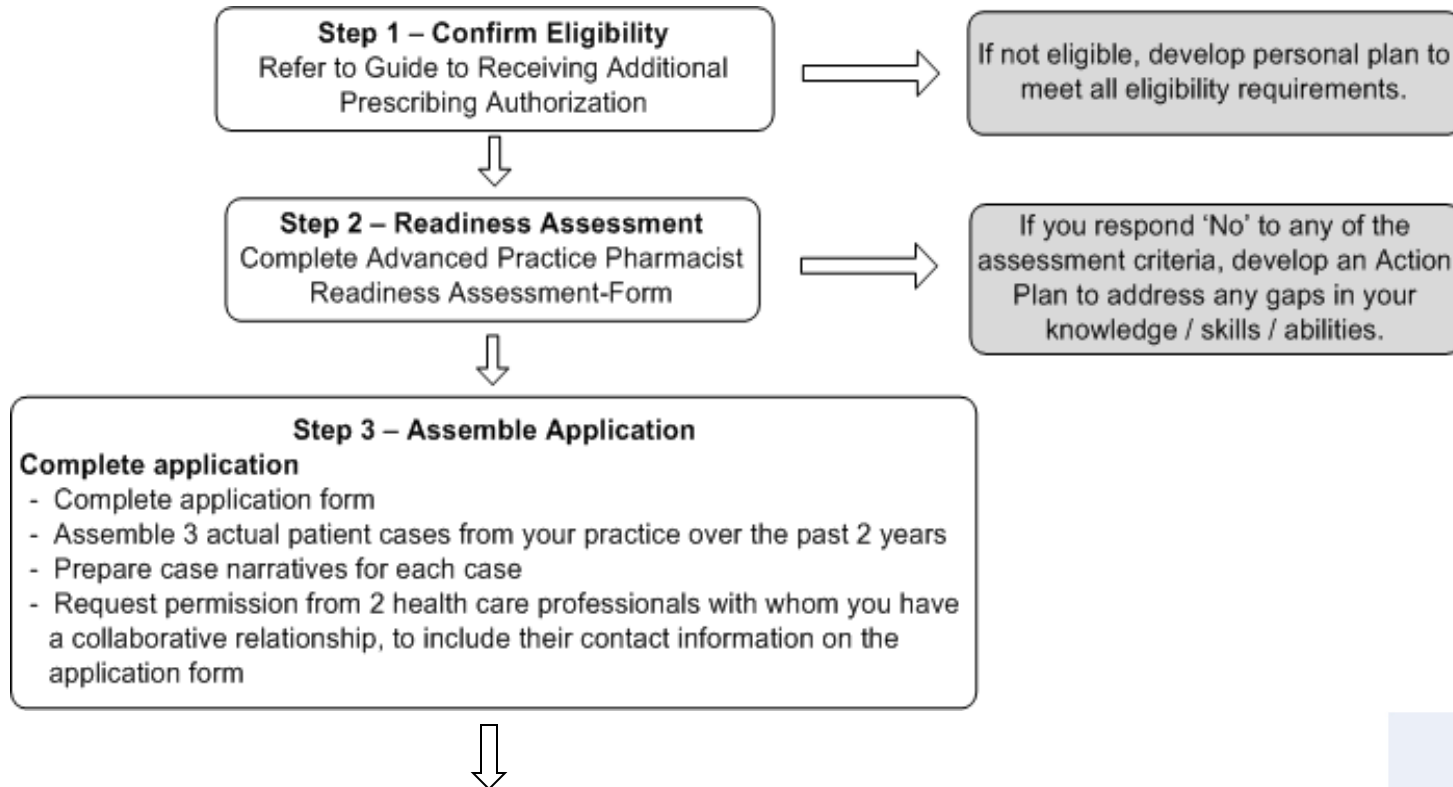 Step 1 – Confirm Eligibility
Refer to Guide to Receiving Additional
Prescribing Authorization
If not eligible, develop personal plan to
meet all eligibility requirements.
Step 2 – Readiness Assessment
Complete Advanced Practice Pharmacist
Readiness Assessment-Form
If you respond ‘No’ to any of the
assessment criteria, develop an Action
Plan to address any gaps in your
knowledge / skills / abilities.
Step 3 – Assemble Application
Complete application
- Complete application form
- Assemble 3 actual patient cases from your practice over the past 2 years
- Prepare case narratives for each case
- Request permission from 2 health care professionals with whom you have
a collaborative relationship, to include their contact information on the
application form